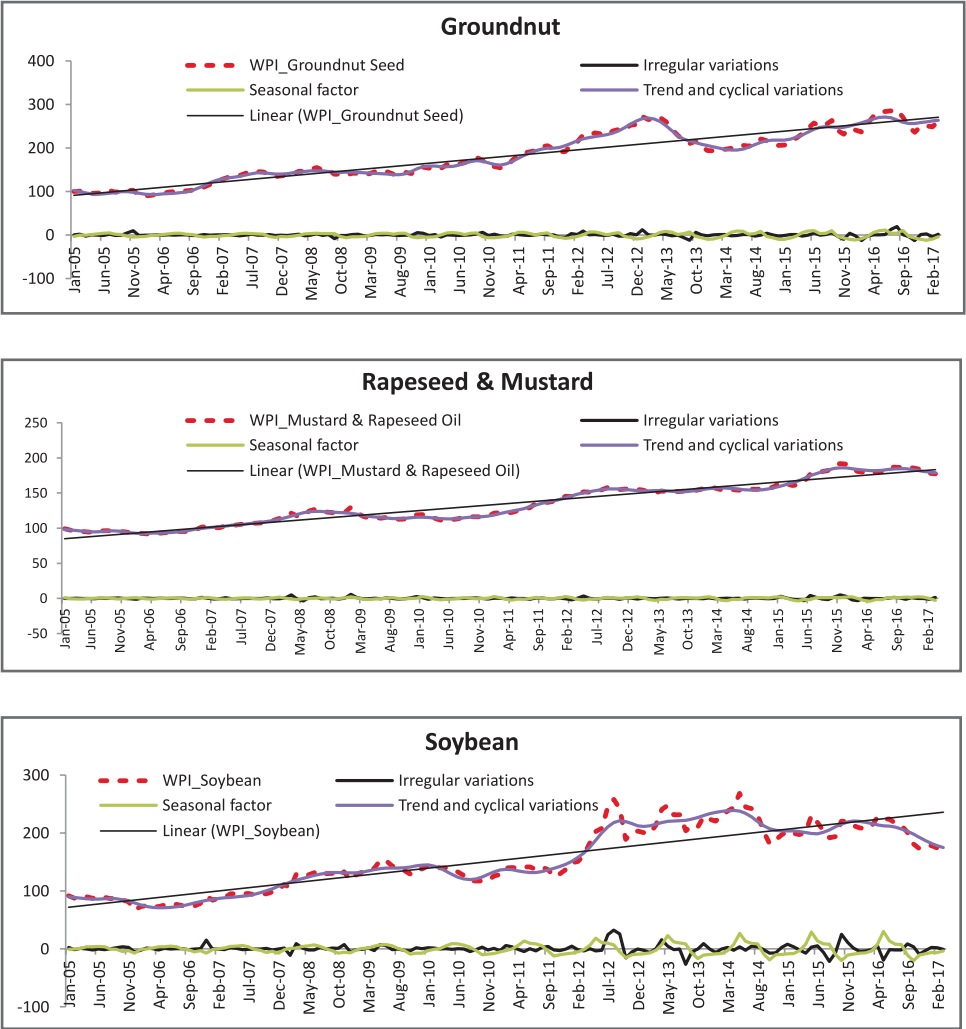 Groundnut
400
300
200
100
0
-100
WPI_Groundnut Seed
Irregular variations
Seasonal factor
Trend and cyclical variations
Linear (WPI_Groundnut Seed)
Jan-05 Jun-05 Nov-05 Apr-06 Sep-06 Feb-07 Jul-07 Dec-07 May-08 Oct-08 Mar-09 Aug-09 Jan-10 Jun-10 Nov-10 Apr-11 Sep-11 Feb-12 Jul-12 Dec-12 May-13 Oct-13 Mar-14 Aug-14 Jan-15 Jun-15 Nov-15 Apr-16 Sep-16 Feb-17
Rapeseed & Mustard
250
200
150
100
50
0
-50
WPI_Mustard & Rapeseed Oil
Irregular variations
Seasonal factor
Trend and cyclical variations
Linear (WPI_Mustard & Rapeseed Oil)
Jan-05 Jun-05 Nov-05 Apr-06 Sep-06 Feb-07 Jul-07 Dec-07 May-08 Oct-08 Mar-09 Aug-09 Jan-10 Jun-10 Nov-10 Apr-11 Sep-11 Feb-12 Jul-12 Dec-12 May-13 Oct-13 Mar-14 Aug-14 Jan-15 Jun-15 Nov-15 Apr-16 Sep-16 Feb-17
Soybean
300
200
100
0
-100
WPI_Soybean
Irregular variations
Seasonal factor
Trend and cyclical variations
Linear (WPI_Soybean)
Jan-05 Jun-05 Nov-05 Apr-06 Sep-06 Feb-07 Jul-07 Dec-07 May-08 Oct-08 Mar-09 Aug-09 Jan-10 Jun-10 Nov-10 Apr-11 Sep-11 Feb-12 Jul-12 Dec-12 May-13 Oct-13 Mar-14 Aug-14 Jan-15 Jun-15 Nov-15 Apr-16 Sep-16 Feb-17